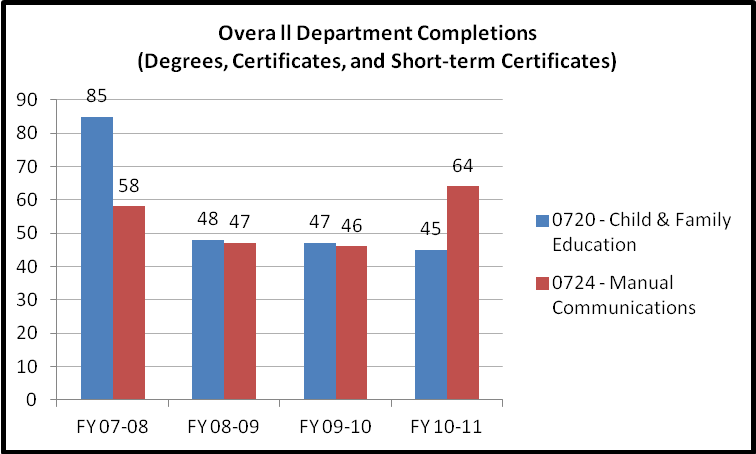 Overa ll Department Completions
(Degrees, Certificates, and Short-term Certificates)
90
80
70
60
50
40
30
20
10
0
85
58
48
47
47
46
45
64
FY 07-08
FY 08-09
FY 09-10
FY 10-11
0720 - Child & Family
Education
0724 - Manual
Communications